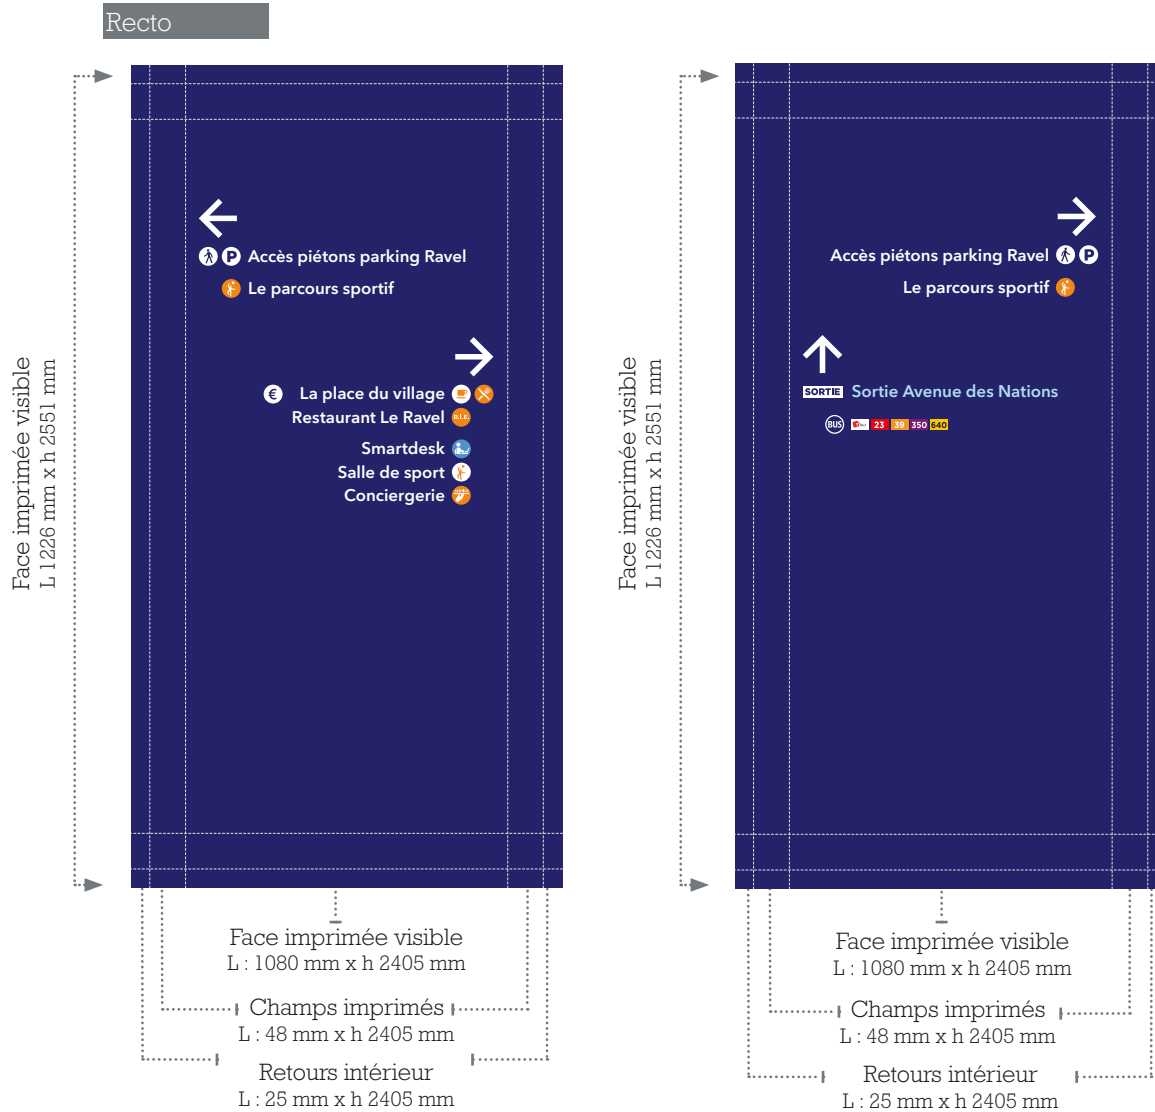 Recto
Face imprimée visible
L 1226 mm x h 2551 mm
P Accès piétons parking Ravel
Le parcours sportif
€ La place du village
Restaurant Le Ravel R.I.E.
Smartdesk
Salle de sport
Conciergerie
Face imprimée visible
L : 1080 mm x h 2405 mm
Champs imprimés
L : 48 mm x h 2405 mm
Retours intérieur
L : 25 mm x h 2405 mm
Face imprimée visible
L 1226 mm x h 2551 mm
Accès piétons parking Ravel P
Le parcours sportif
SORTIE Sortie Avenue des Nations
BUS 23 39 350 640
Face imprimée visible
L : 1080 mm x h 2405 mm
Champs imprimés
L : 48 mm x h 2405 mm
Retours intérieur
L : 25 mm x h 2405 mm